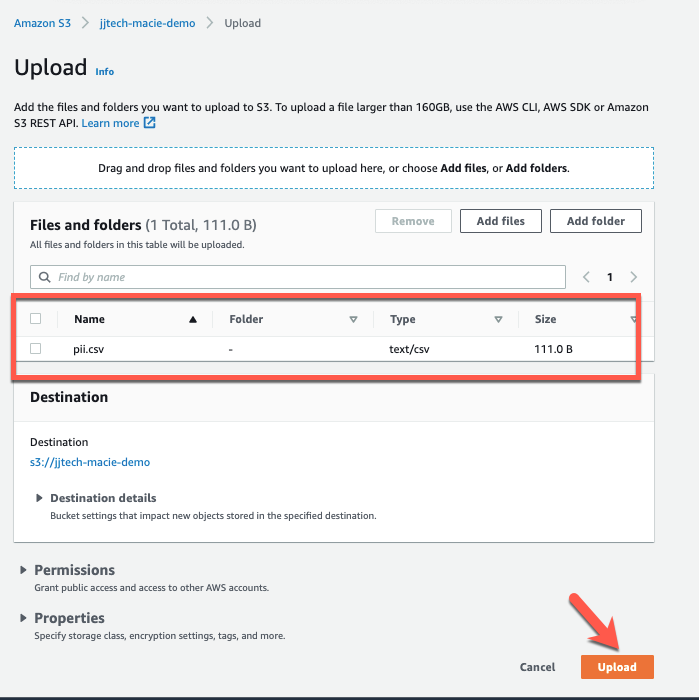 Amazon S3 > jjtech-macie-demo > Upload
Upload Info
Add the files and folders you want to upload to S3. To upload a file larger than 160GB, use the AWS CLI, AWS SDK or Amazon
S3 REST API. Learn more
Drag and drop files and folders you want to upload here, or choose Add files, or Add folders.
Files and folders (1 Total, 111.0 B)
All files and folders in this table will be uploaded.
Remove Add files Add folder
Find by name
1
Name Folder Type Size
pii.csv - text/csv 111.0 B
Destination
Destination
s3://jjtech-macie-demo
Destination details
Bucket settings that impact new objects stored in the specified destination.
Permissions
Grant public access and access to other AWS accounts.
Properties
Specify storage class, encryption settings, tags, and more.
Cancel Upload